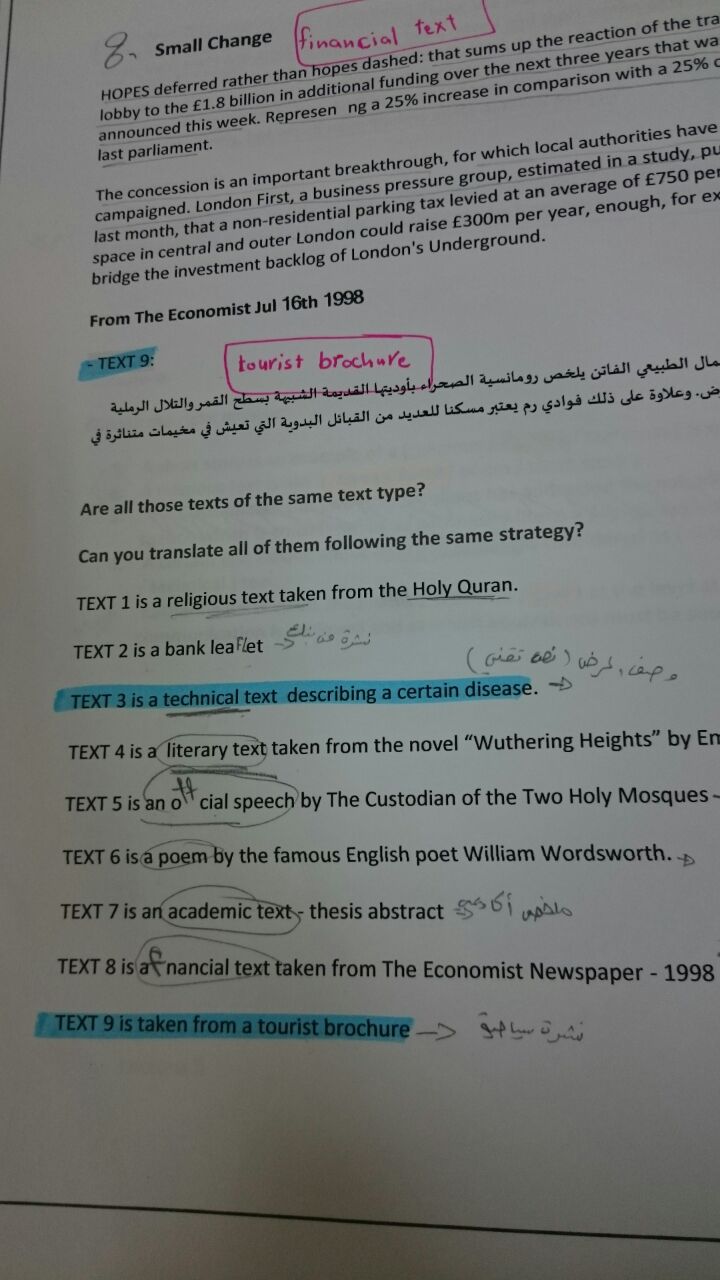 8- Small Change financial text
HOPES deferred rather than hopes dashed: that sums up the reaction of the
lobby to the £1.8 billion in additional funding over the next three years that
announced this week. Represen ng a 25% increase in comparison with a 25%
last parliament.
The concession is an important breakthrough, for which local authorities have
campaigned. London First, a business pressure group, estimated in a study,
last month, that a non-residential parking tax levied at an average of £750
space in central and outer London could raise £300m per year, enough, for
bridge the investment backlog of London's Underground.
From The Economist Jul 16th 1998
- TEXT 9: tourist brochure
الطبيعي الفاتن يلخص رومانسية الصحراء بأوديتها القديمة الشبيهة بسطح القمر والتلال الرملية
وعلاوة على ذلك فوادي رم يعتبر مسكنا للعديد من القبائل البدوية التي تعيش في مخيمات متناثرة في
Are all those texts of the same text type?
Can you translate all of them following the same strategy?
TEXT 1 is a religious text taken from the Holy Quran.
TEXT 2 is a bank leaflet → نشرة من بنك
TEXT 3 is a technical text describing a certain disease. → وصف لمرض (نص تقني)
TEXT 4 is a literary text taken from the novel “Wuthering Heights” by
TEXT 5 is an official speech by The Custodian of the Two Holy Mosques -
TEXT 6 is a poem by the famous English poet William Wordsworth. →
TEXT 7 is an academic text - thesis abstract ملخص أكاديمي
TEXT 8 is a financial text taken from The Economist Newspaper - 1998
TEXT 9 is taken from a tourist brochure → نشرة سياحية